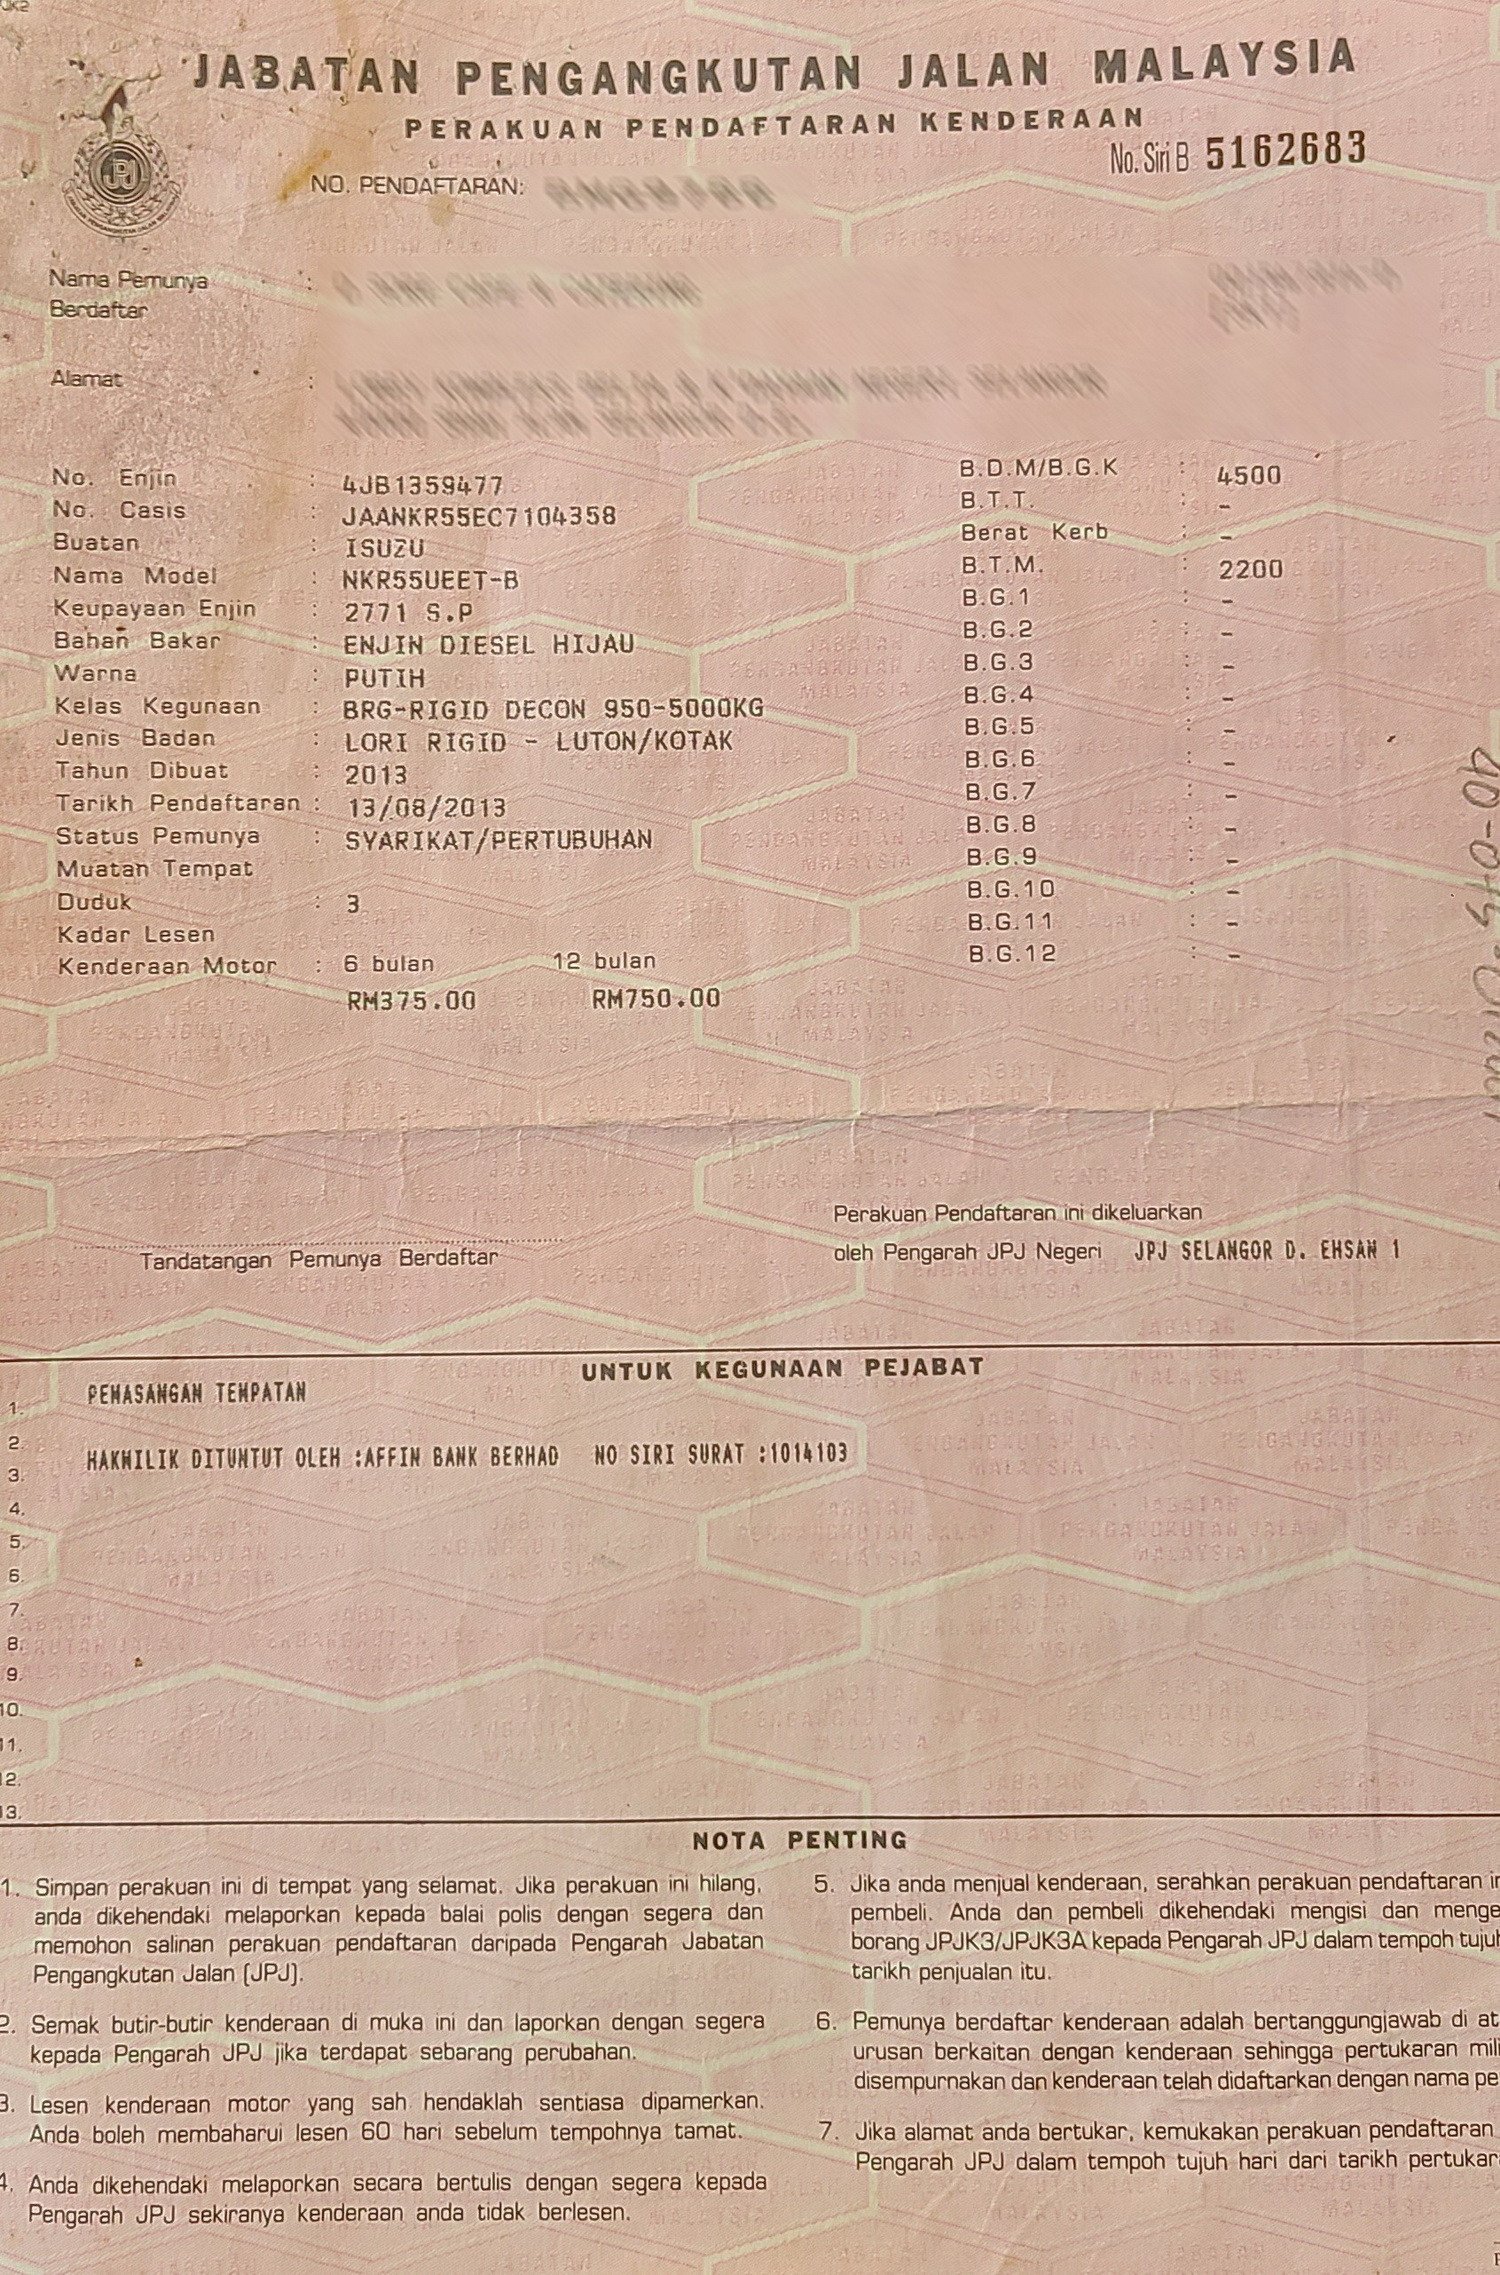 JABATAN PENGANGKUTAN JALAN MALAYSIA
PERAKUAN PENDAFTARAN KENDERAAN
No. Siri B 5162683
NO. PENDAFTARAN:
Nama Pemunya :
Berdaftar
Alamat :
No. Enjin : 4JB1359477
No. Casis : JAANKR55EC7104358
Buatan : ISUZU
Nama Model : NKR55UEET-B
Keupayaan Enjin : 2771 S.P
Bahan Bakar : ENJIN DIESEL HIJAU
Warna : PUTIH
Kelas Kegunaan : BRG-RIGID DECON 950-5000KG
Jenis Badan : LORI RIGID - LUTON/KOTAK
Tahun Dibuat : 2013
Tarikh Pendaftaran : 13/08/2013
Status Pemunya : SYARIKAT/PERTUBUHAN
Muatan Tempat
Duduk : 3
Kadar Lesen
Kenderaan Motor : 6 bulan 12 bulan
RM375.00 RM750.00
B.D.M/B.G.K : 4500
B.T.T. : -
Berat Kerb : -
B.T.M. : 2200
B.G.1 : -
B.G.2 : -
B.G.3 : -
B.G.4 : -
B.G.5 : -
B.G.6 : -
B.G.7 : -
B.G.8 : -
B.G.9 : -
B.G.10 : -
B.G.11 : -
B.G.12 : -
Tandatangan Pemunya Berdaftar
Perakuan Pendaftaran ini dikeluarkan
oleh Pengarah JPJ Negeri JPJ SELANGOR D. EHSAN 1
UNTUK KEGUNAAN PEJABAT
1. PEMASANGAN TEMPATAN
2.
3. HAKMILIK DITUNTUT OLEH :AFFIN BANK BERHAD NO SIRI SURAT :1014103
4.
5.
6.
7.
8.
9.
10.
11.
12.
13.
NOTA PENTING
1. Simpan perakuan ini di tempat yang selamat. Jika perakuan ini hilang,
anda dikehendaki melaporkan kepada balai polis dengan segera dan
memohon salinan perakuan pendaftaran daripada Pengarah Jabatan
Pengangkutan Jalan (JPJ).
2. Semak butir-butir kenderaan di muka ini dan laporkan dengan segera
kepada Pengarah JPJ jika terdapat sebarang perubahan.
3. Lesen kenderaan motor yang sah hendaklah sentiasa dipamerkan.
Anda boleh membaharui lesen 60 hari sebelum tempohnya tamat.
4. Anda dikehendaki melaporkan secara bertulis dengan segera kepada
Pengarah JPJ sekiranya kenderaan anda tidak berlesen.
5. Jika anda menjual kenderaan, serahkan perakuan pendaftaran
pembeli. Anda dan pembeli dikehendaki mengisi dan
borang JPJK3/JPJK3A kepada Pengarah JPJ dalam tempoh
tarikh penjualan itu.
6. Pemunya berdaftar kenderaan adalah bertanggungjawab di
urusan berkaitan dengan kenderaan sehingga pertukaran
disempurnakan dan kenderaan telah didaftarkan dengan nama
7. Jika alamat anda bertukar, kemukakan perakuan pendaftaran
Pengarah JPJ dalam tempoh tujuh hari dari tarikh